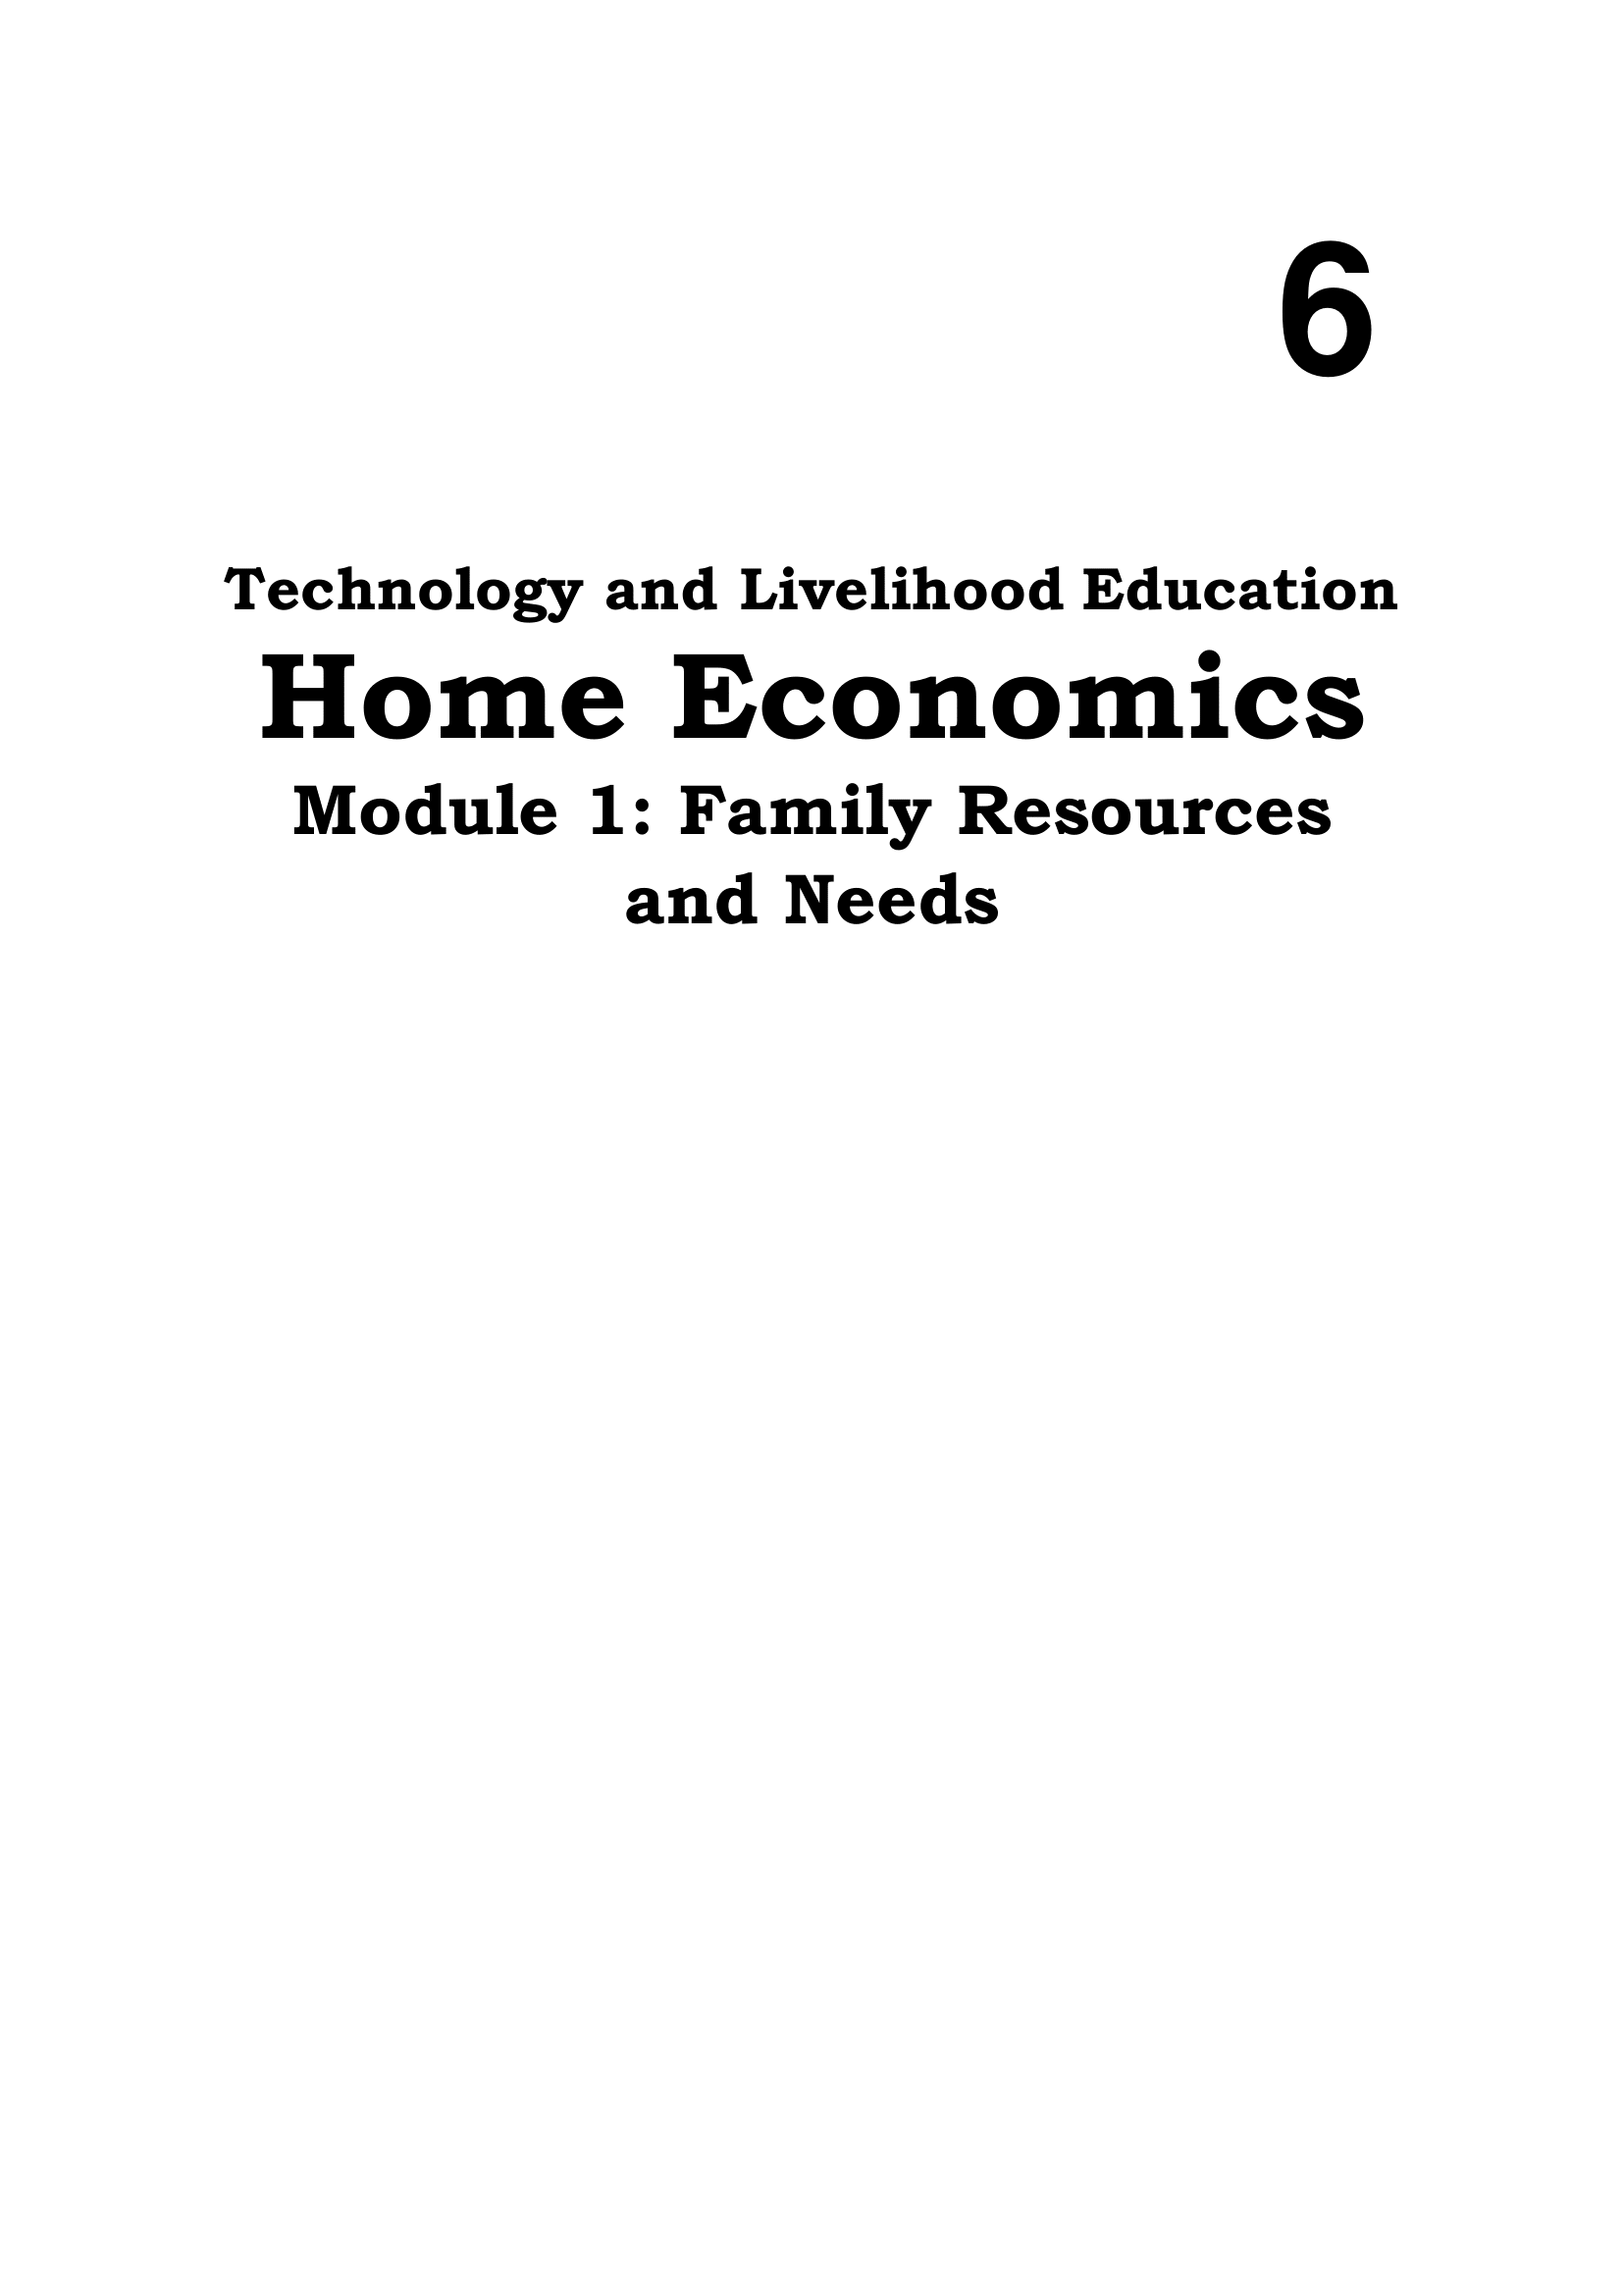 6
Technology and Livelihood Education
Home Economics
Module 1: Family Resources
and Needs